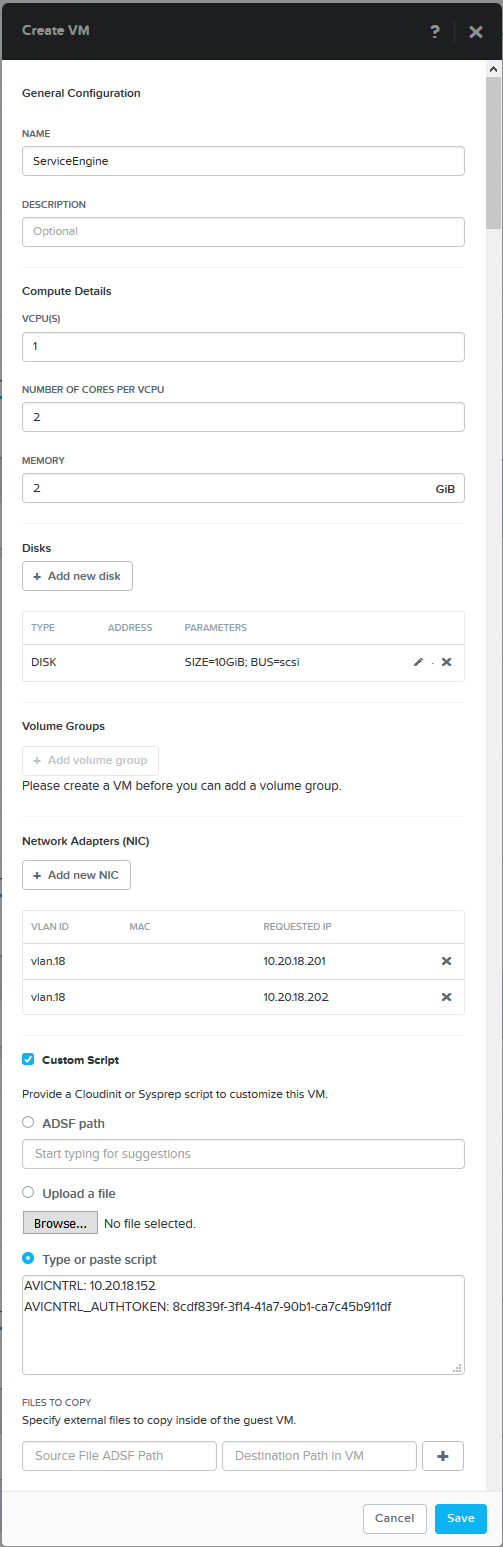 Create VM ?
General Configuration
NAME
ServiceEngine
DESCRIPTION
Optional
Compute Details
VCPU(S)
1
NUMBER OF CORES PER VCPU
2
MEMORY
2 GiB
Disks
+ Add new disk
TYPE ADDRESS PARAMETERS
DISK SIZE=10GiB; BUS=scsi
Volume Groups
+ Add volume group
Please create a VM before you can add a volume group.
Network Adapters (NIC)
+ Add new NIC
VLAN ID MAC REQUESTED IP
vlan.18 10.20.18.201
vlan.18 10.20.18.202
Custom Script
Provide a Cloudinit or Sysprep script to customize this VM.
ADSF path
Start typing for suggestions
Upload a file
Browse... No file selected.
Type or paste script
AVICNTRL: 10.20.18.152
AVICNTRL_AUTHTOKEN: 8cdf839f-3f14-41a7-90b1-ca7c45b911df
FILES TO COPY
Specify external files to copy inside of the guest VM.
Source File ADSF Path Destination Path in VM +
Cancel Save